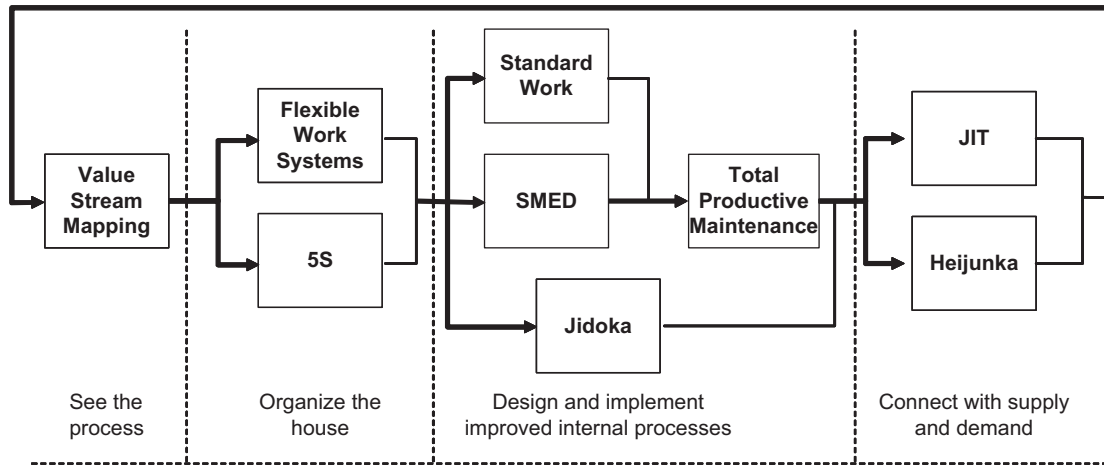 Value
Stream
Mapping
Flexible
Work
Systems
5S
Standard
Work
SMED
Total
Productive
Maintenance
Jidoka
JIT
Heijunka
See the
process
Organize the
house
Design and implement
improved internal processes
Connect with supply
and demand